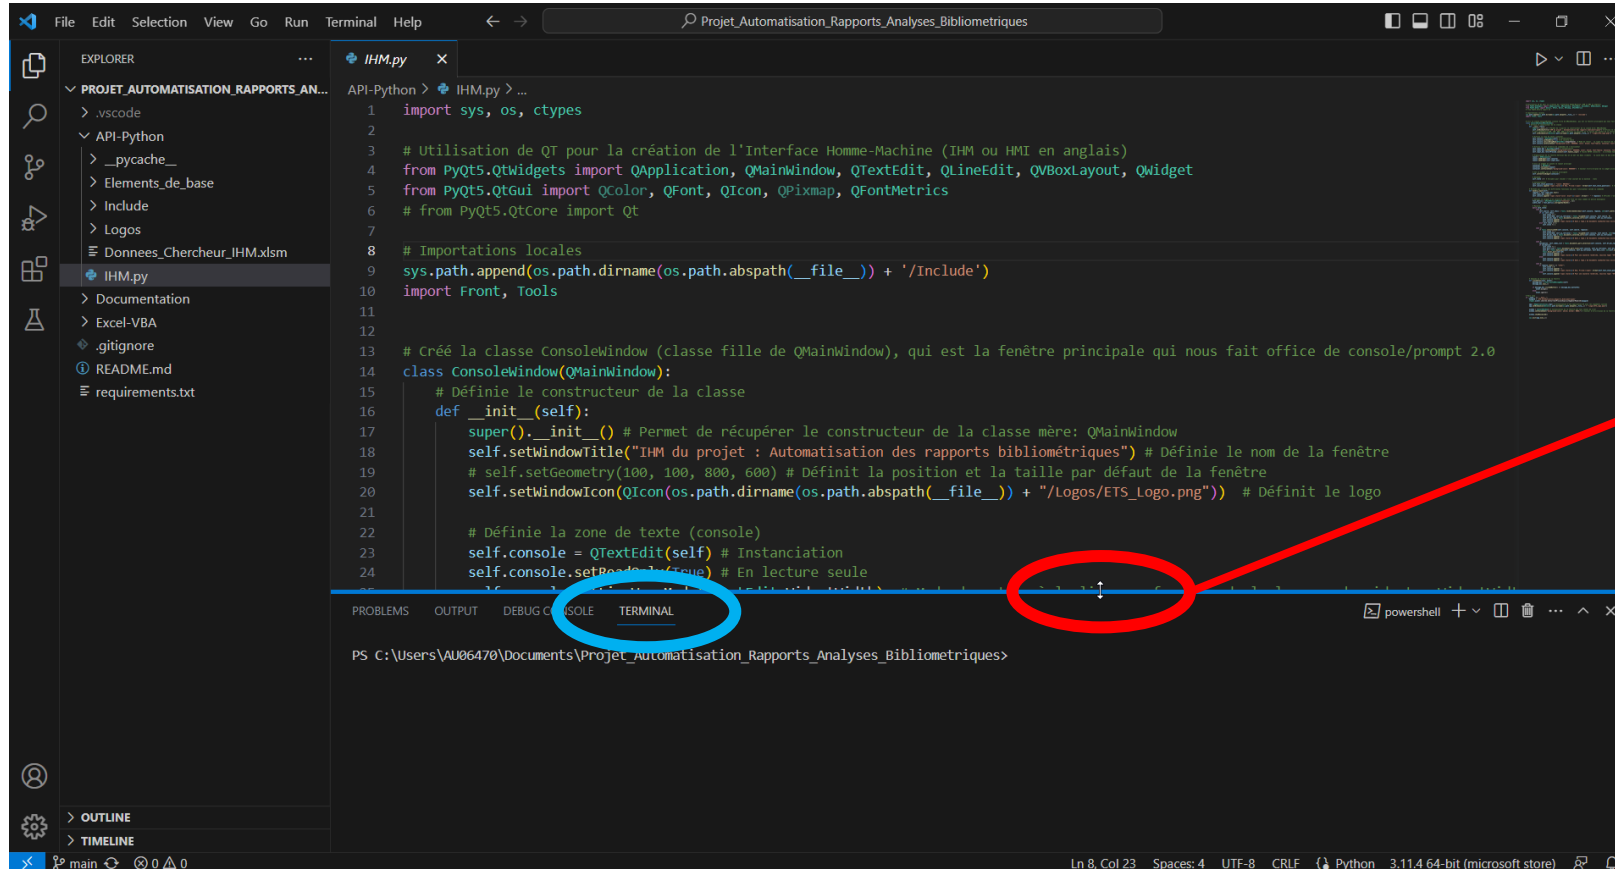 File Edit Selection View Go Run Terminal Help
Projet_Automatisation_Rapports_Analyses_Bibliometriques
EXPLORER
PROJET_AUTOMATISATION_RAPPORTS_AN...
.vscode
API-Python
__pycache__
Elements_de_base
Include
Logos
Donnees_Chercheur_IHM.xlsm
IHM.py
Documentation
Excel-VBA
.gitignore
README.md
requirements.txt
OUTLINE
TIMELINE
IHM.py
API-Python > IHM.py > ...
1 import sys, os, ctypes
2
3 # Utilisation de QT pour la création de l'Interface Homme-Machine (IHM ou HMI en anglais)
4 from PyQt5.QtWidgets import QApplication, QMainWindow, QTextEdit, QLineEdit, QVBoxLayout, QWidget
5 from PyQt5.QtGui import QColor, QFont, QIcon, QPixmap, QFontMetrics
6 # from PyQt5.QtCore import Qt
7
8 # Importations locales
9 sys.path.append(os.path.dirname(os.path.abspath(__file__)) + '/Include')
10 import Front, Tools
11
12
13 # Créé la classe ConsoleWindow (classe fille de QMainWindow), qui est la fenêtre principale qui nous fait office de console/prompt 2.0
14 class ConsoleWindow(QMainWindow):
15 # Définie le constructeur de la classe
16 def __init__(self):
17 super().__init__() # Permet de récupérer le constructeur de la classe mère: QMainWindow
18 self.setWindowTitle("IHM du projet : Automatisation des rapports bibliométriques") # Définie le nom de la fenêtre
19 # self.setGeometry(100, 100, 800, 600) # Définit la position et la taille par défaut de la fenêtre
20 self.setWindowIcon(QIcon(os.path.dirname(os.path.abspath(__file__)) + "/Logos/ETS_Logo.png")) # Définit le logo
21
22 # Définie la zone de texte (console)
23 self.console = QTextEdit(self) # Instanciation
24 self.console.setReadOnly(True) # En lecture seule
PROBLEMS OUTPUT DEBUG CONSOLE TERMINAL
powershell
PS C:\Users\AU06470\Documents\Projet_Automatisation_Rapports_Analyses_Bibliometriques>
main 0 0
Ln 8, Col 23 Spaces: 4 UTF-8 CRLF Python 3.11.4 64-bit (microsoft store)